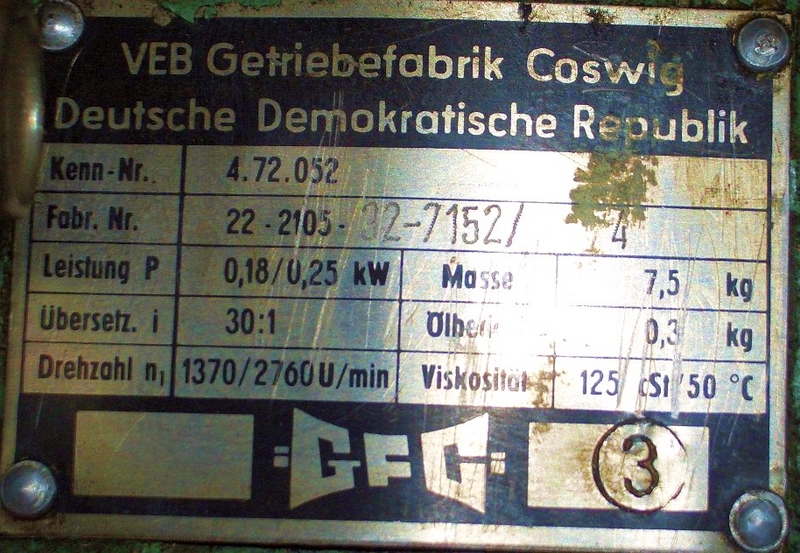 VEB Getriebefabrik Coswig
Deutsche Demokratische Republik
Kenn-Nr. 4.72.052
Fabr. Nr. 22 - 2105 - 32-7152/ 4
Leistung P 0,18/0,25 kW Masse 7,5 kg
Übersetz. i 30:1 0,3 kg
Drehzahl n₁ 1370/2760 U/min Viskosität 125 cSt/50 °C
GFC 3